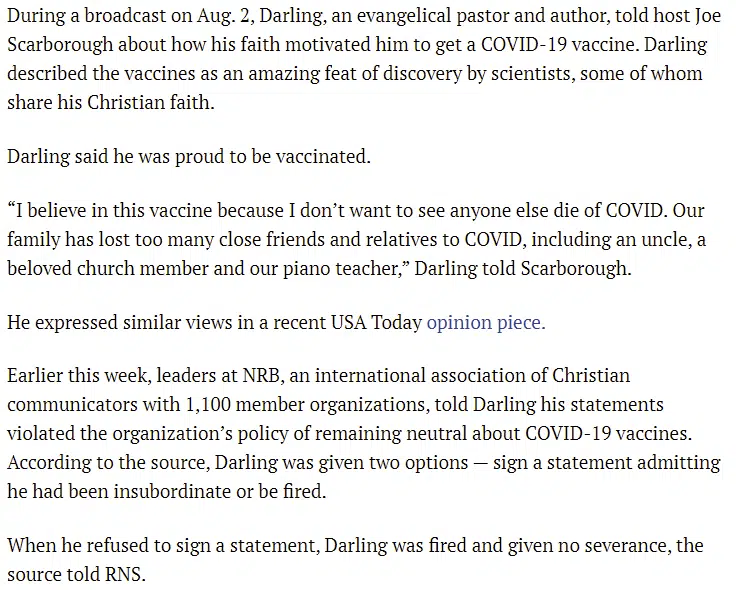 During a broadcast on Aug. 2, Darling, an evangelical pastor and author, told host Joe
Scarborough about how his faith motivated him to get a COVID-19 vaccine. Darling
described the vaccines as an amazing feat of discovery by scientists, some of whom
share his Christian faith.
Darling said he was proud to be vaccinated.
“I believe in this vaccine because I don’t want to see anyone else die of COVID. Our
family has lost too many close friends and relatives to COVID, including an uncle, a
beloved church member and our piano teacher,” Darling told Scarborough.
He expressed similar views in a recent USA Today opinion piece.
Earlier this week, leaders at NRB, an international association of Christian
communicators with 1,100 member organizations, told Darling his statements
violated the organization’s policy of remaining neutral about COVID-19 vaccines.
According to the source, Darling was given two options — sign a statement admitting
he had been insubordinate or be fired.
When he refused to sign a statement, Darling was fired and given no severance, the
source told RNS.